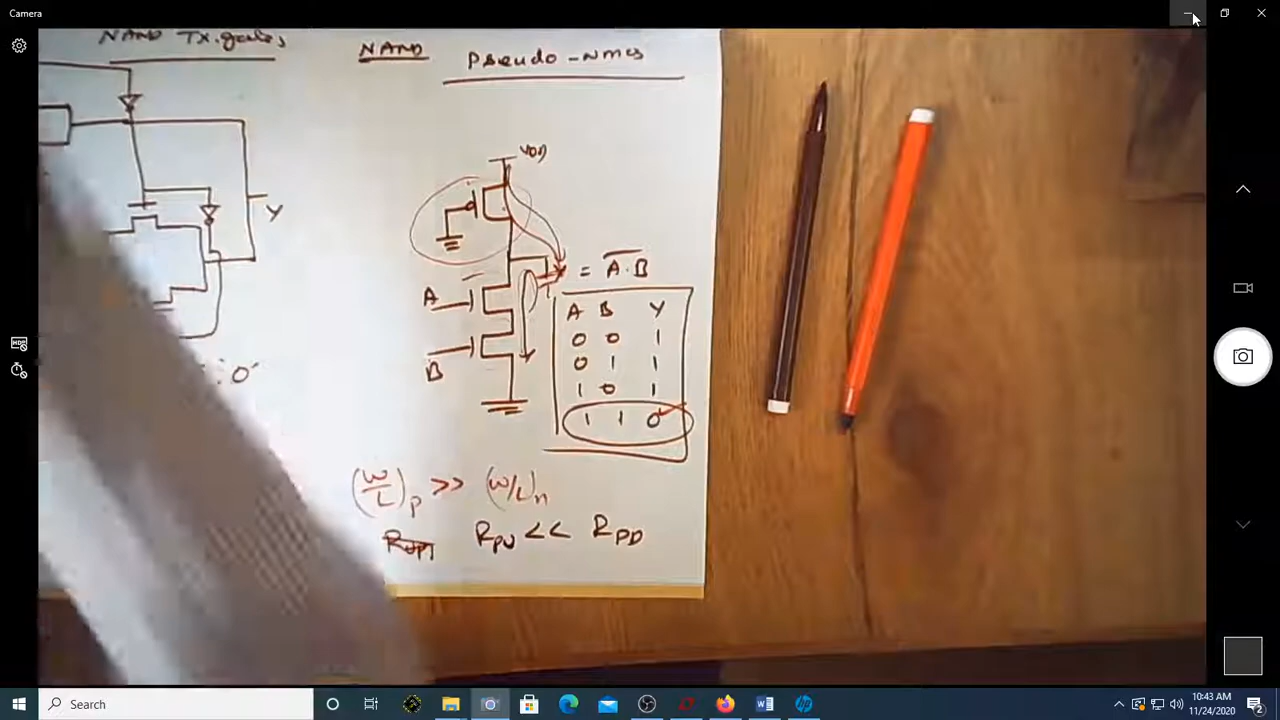 Camera
NAND Tx.gates
NAND Pseudo-nmos
VDD
Y
A
B
= A̅.̅B̅
A B Y
0 0 1
0 1 1
1 0 1
1 1 0
'0'
(W/L)p >> (W/L)n
RPU << RPD
Search
10:43 AM
11/24/2020
2